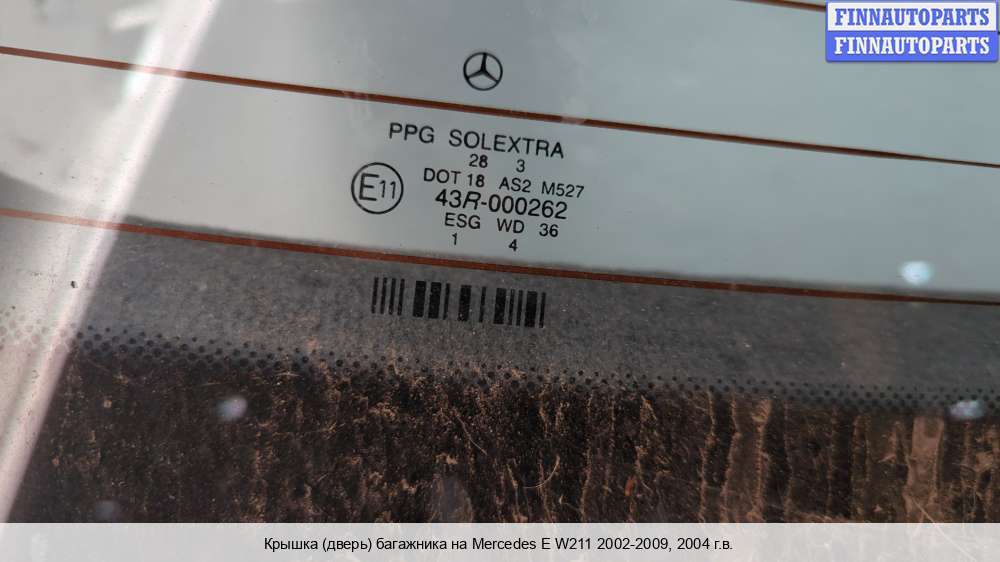 FINNAUTOPARTS
FINNAUTOPARTS
PPG SOLEXTRA
28 3
DOT 18 AS2 M527
E11
43R-000262
ESG WD 36
1 4
Крышка (дверь) багажника на Mercedes E W211 2002-2009, 2004 г.в.